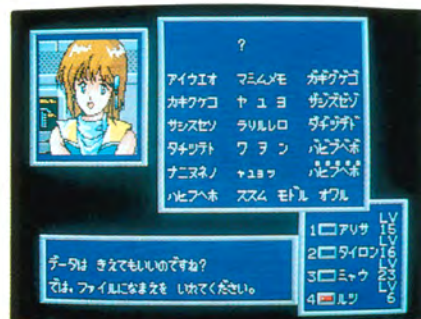 ?
アイウエオ マミムメモ ガギグゲゴ
カキクケコ ヤユヨ ザジズゼゾ
サシスセソ ラリルレロ ダヂヅデド
タチツテト ワヲン バビブベボ
ナニヌネノ ャュョッ パピプペポ
ハヒフヘホ ススム モドル オワル
LV
1 アリサ 15
LV
2 タイロン 16
LV
3 ミャウ 23
LV
4 ルツ 6
データは きえてもいいのですね?
では、ファイルになまえを いれてください。